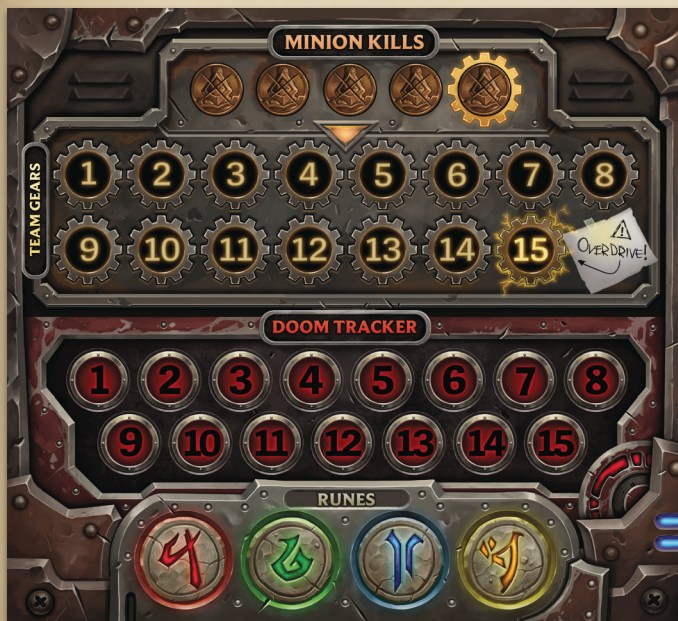 MINION KILLS
TEAM GEARS
1 2 3 4 5 6 7 8
9 10 11 12 13 14 15
OVERDRIVE!
DOOM TRACKER
1 2 3 4 5 6 7 8
9 10 11 12 13 14 15
RUNES